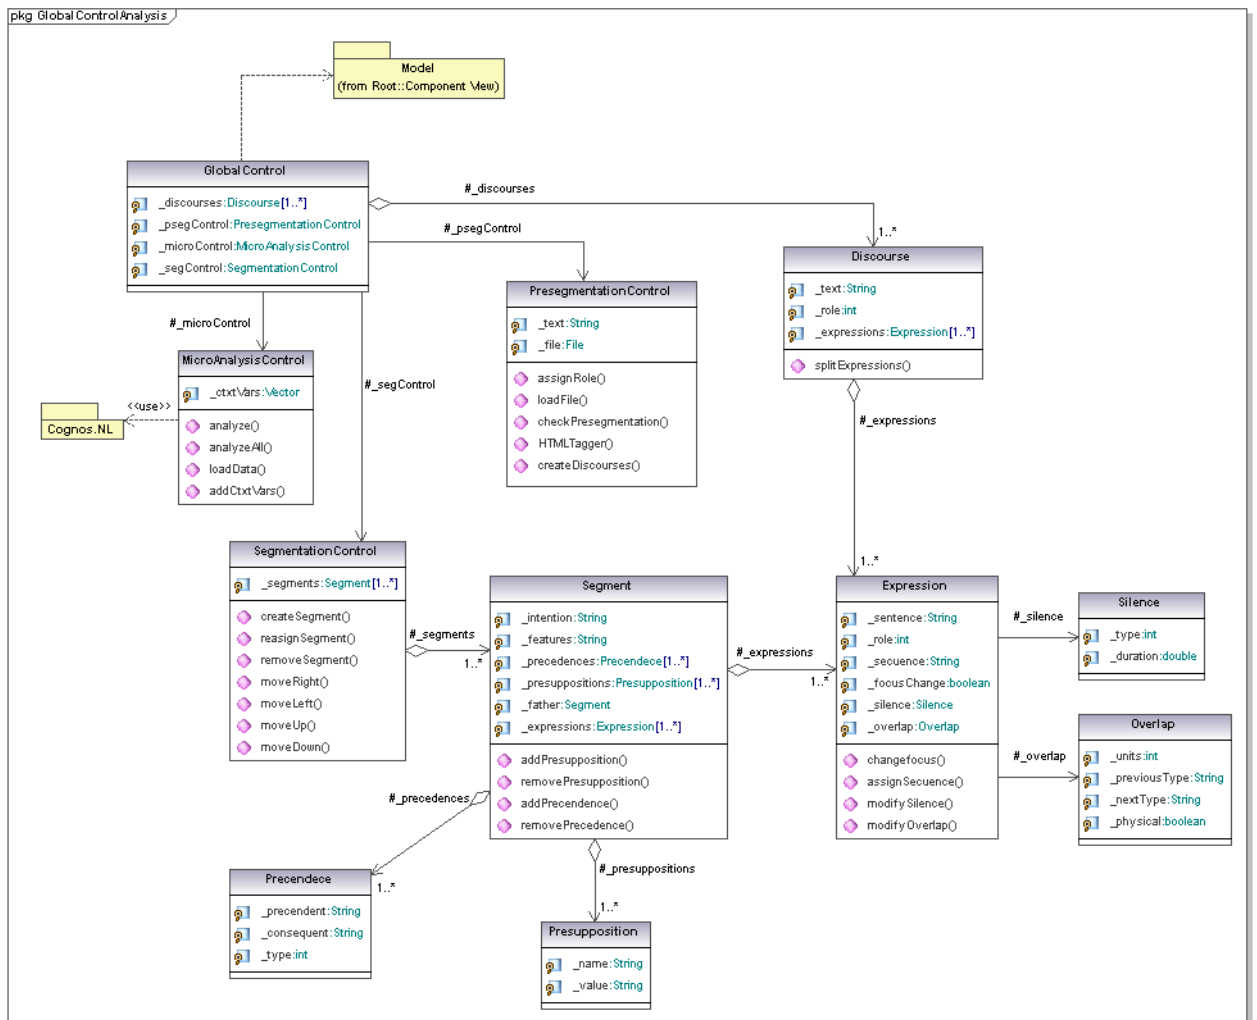 pkg GlobalControlAnalysis
Model
(from Root::Component View)
GlobalControl
_discourses:Discourse[1..*]
_psegControl:PresegmentationControl
_microControl:MicroAnalysisControl
_segControl:SegmentationControl
#_discourses
1..*
#_psegControl
Discourse
_text:String
_role:int
_expressions:Expression[1..*]
splitExpressions()
PresegmentationControl
_text:String
_file:File
assignRole()
loadFile()
checkPresegmentation()
HTMLTagger()
createDiscourses()
#_microControl
MicroAnalysisControl
_ctxtVars:Vector
analyze()
analyzeAll()
loadData()
addCtxtVars()
#_segControl
<<use>>
Cognos.NL
#_expressions
1..*
SegmentationControl
_segments:Segment[1..*]
createSegment()
reasignSegment()
removeSegment()
moveRight()
moveLeft()
moveUp()
moveDown()
#_segments
1..*
Segment
_intention:String
_features:String
_precedences:Precendece[1..*]
_presuppositions:Presupposition[1..*]
_father:Segment
_expressions:Expression[1..*]
addPresupposition()
removePresupposition()
addPrecendence()
removePrecedence()
#_expressions
1..*
Expression
_sentence:String
_role:int
_secuence:String
_focusChange:boolean
_silence:Silence
_overlap:Overlap
changefocus()
assignSecuence()
modifySilence()
modifyOverlap()
#_silence
Silence
_type:int
_duration:double
#_overlap
Overlap
_units:int
_previousType:String
_nextType:String
_physical:boolean
#_precedences
1..*
Precendece
_precendent:String
_consequent:String
_type:int
#_presuppositions
1..*
Presupposition
_name:String
_value:String